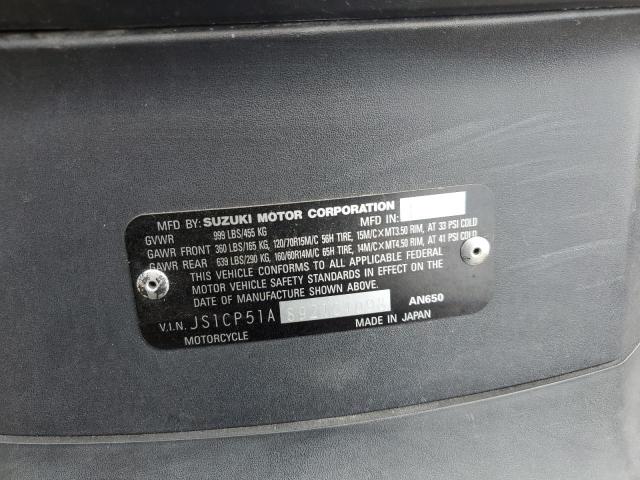 MFD BY: SUZUKI MOTOR CORPORATION MFD IN:
GVWR 999 LBS/455 KG
GAWR FRONT 360 LBS/165 KG, 120/70R15M/C 56H TIRE, 15M/C×MT3.50 RIM, AT 33 PSI COLD
GAWR REAR 639 LBS/290 KG, 160/60R14M/C 65H TIRE, 14M/C×MT4.50 RIM, AT 41 PSI COLD
THIS VEHICLE CONFORMS TO ALL APPLICABLE FEDERAL
MOTOR VEHICLE SAFETY STANDARDS IN EFFECT ON THE
DATE OF MANUFACTURE SHOWN ABOVE.
V.I.N. JS1CP51A AN650
MOTORCYCLE MADE IN JAPAN